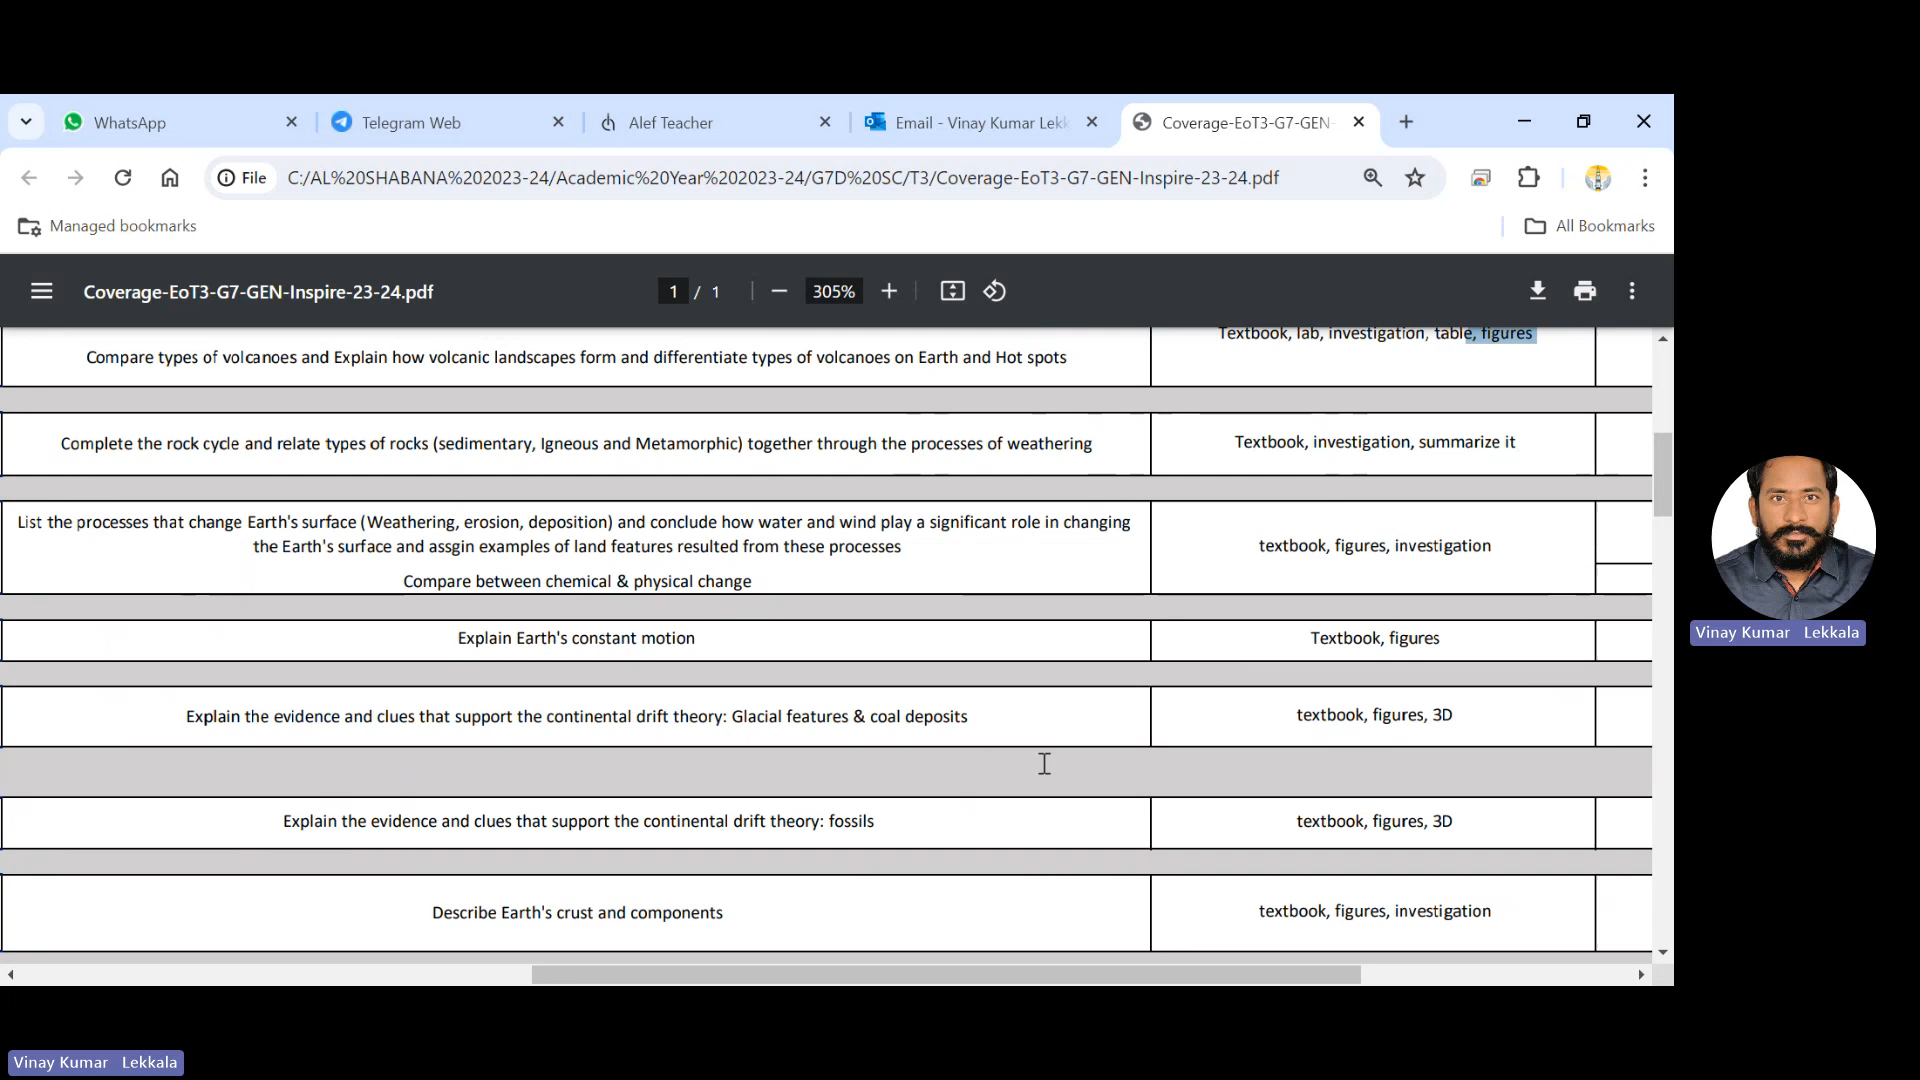 WhatsApp
Telegram Web
Alef Teacher
Email - Vinay Kumar Lekk
Coverage-EoT3-G7-GEN-
File
C:/AL%20SHABANA%202023-24/Academic%20Year%202023-24/G7D%20SC/T3/Coverage-EoT3-G7-GEN-Inspire-23-24.pdf
Managed bookmarks
All Bookmarks
Coverage-EoT3-G7-GEN-Inspire-23-24.pdf
1 / 1
305%
Textbook, lab, investigation, table, figures
Compare types of volcanoes and Explain how volcanic landscapes form and differentiate types of volcanoes on Earth and Hot spots
Complete the rock cycle and relate types of rocks (sedimentary, Igneous and Metamorphic) together through the processes of weathering
Textbook, investigation, summarize it
List the processes that change Earth's surface (Weathering, erosion, deposition) and conclude how water and wind play a significant role in changing
the Earth's surface and assgin examples of land features resulted from these processes
textbook, figures, investigation
Compare between chemical & physical change
Explain Earth's constant motion
Textbook, figures
Explain the evidence and clues that support the continental drift theory: Glacial features & coal deposits
textbook, figures, 3D
Explain the evidence and clues that support the continental drift theory: fossils
textbook, figures, 3D
Describe Earth's crust and components
textbook, figures, investigation
Vinay Kumar Lekkala
Vinay Kumar Lekkala